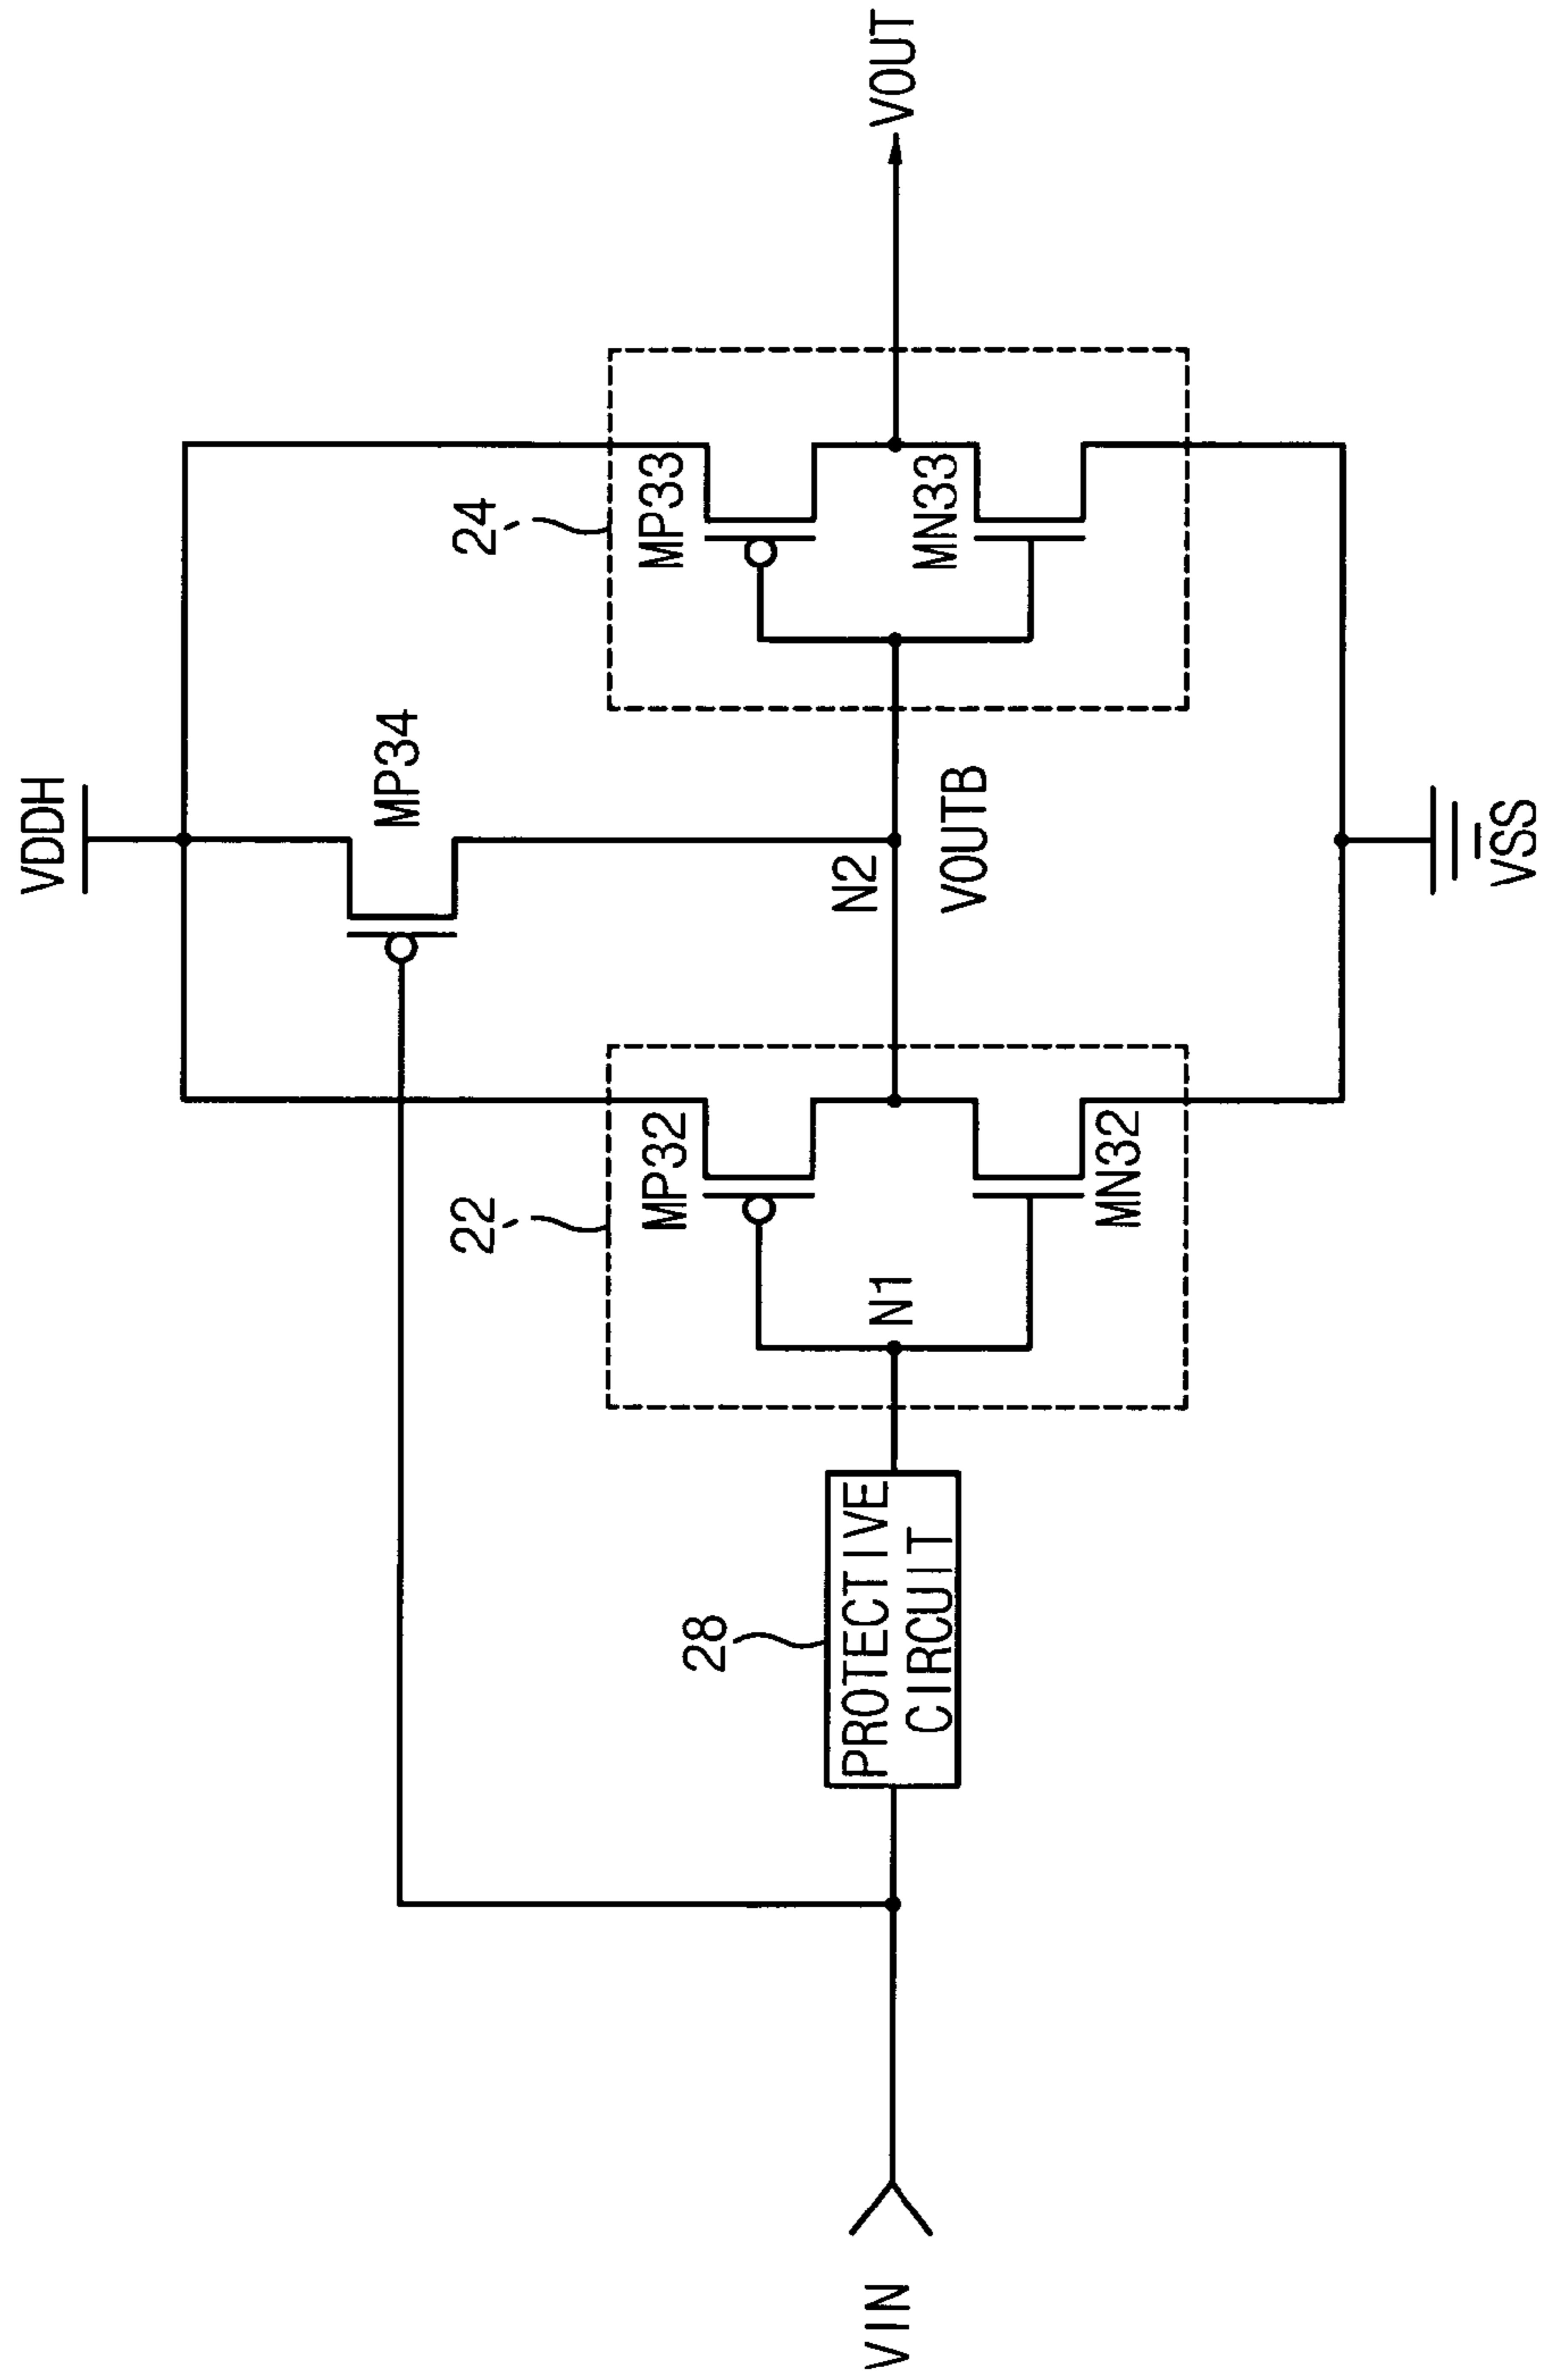 VDDH
MP34
22'
24'
MP32
MP33
28
PROTECTIVE
CIRCUIT
VIN
N1
N2
VOUTB
VOUT
MN33
MN32
VSS